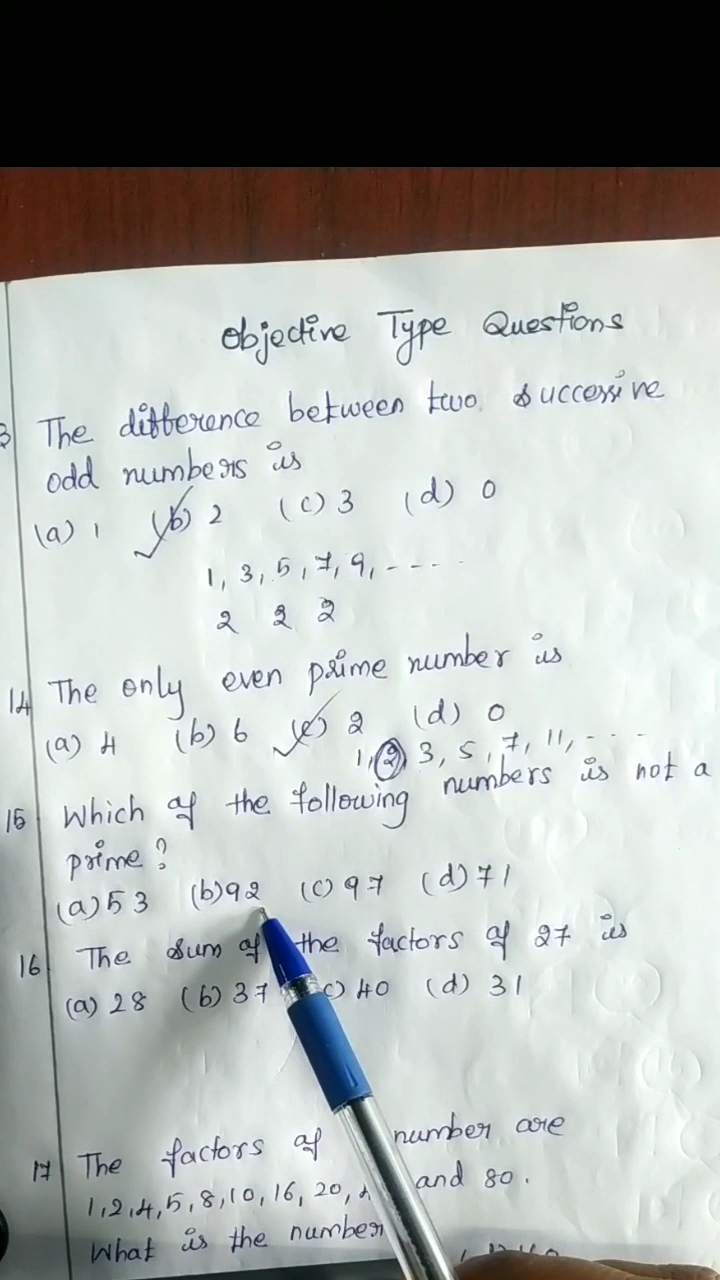 Objective Type Questions
The difference between two successive
odd numbers is
(a) 1 (b) 2 (c) 3 (d) 0
1, 3, 5, 7, 9, ----.
2 2 2
14 The only even prime number is
(a) 4 (b) 6 (c) 2 (d) 0
1, 2, 3, 5, 7, 11, - - - -
15 Which of the following numbers is not a
prime?
(a) 53 (b) 92 (c) 97 (d) 71
16 The sum of the factors of 27 is
(a) 28 (b) 37 c) 40 (d) 31
17 The factors of number are
1,2,4,5,8,10,16,20, and 80.
What is the number